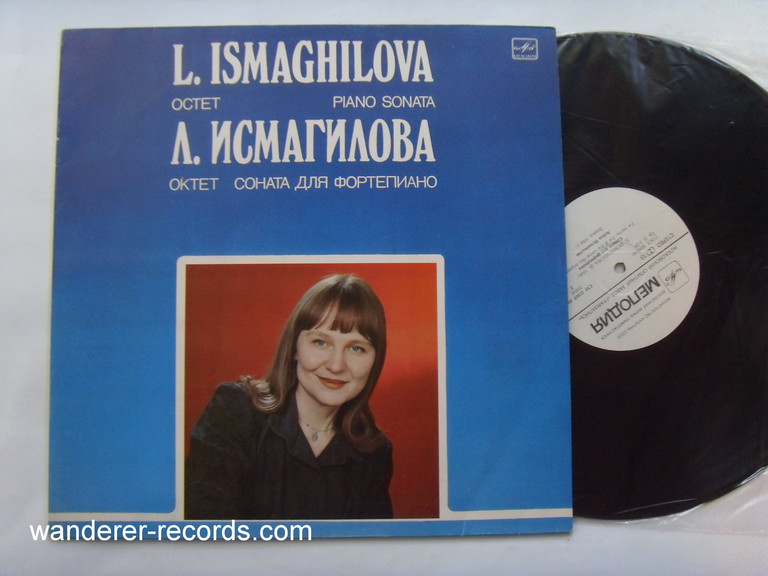 L. ISMAGHILOVA
OCTET PIANO SONATA
Л. ИСМАГИЛОВА
ОКТЕТ СОНАТА ДЛЯ ФОРТЕПИАНО
МЕЛОДИЯ
wanderer-records.com